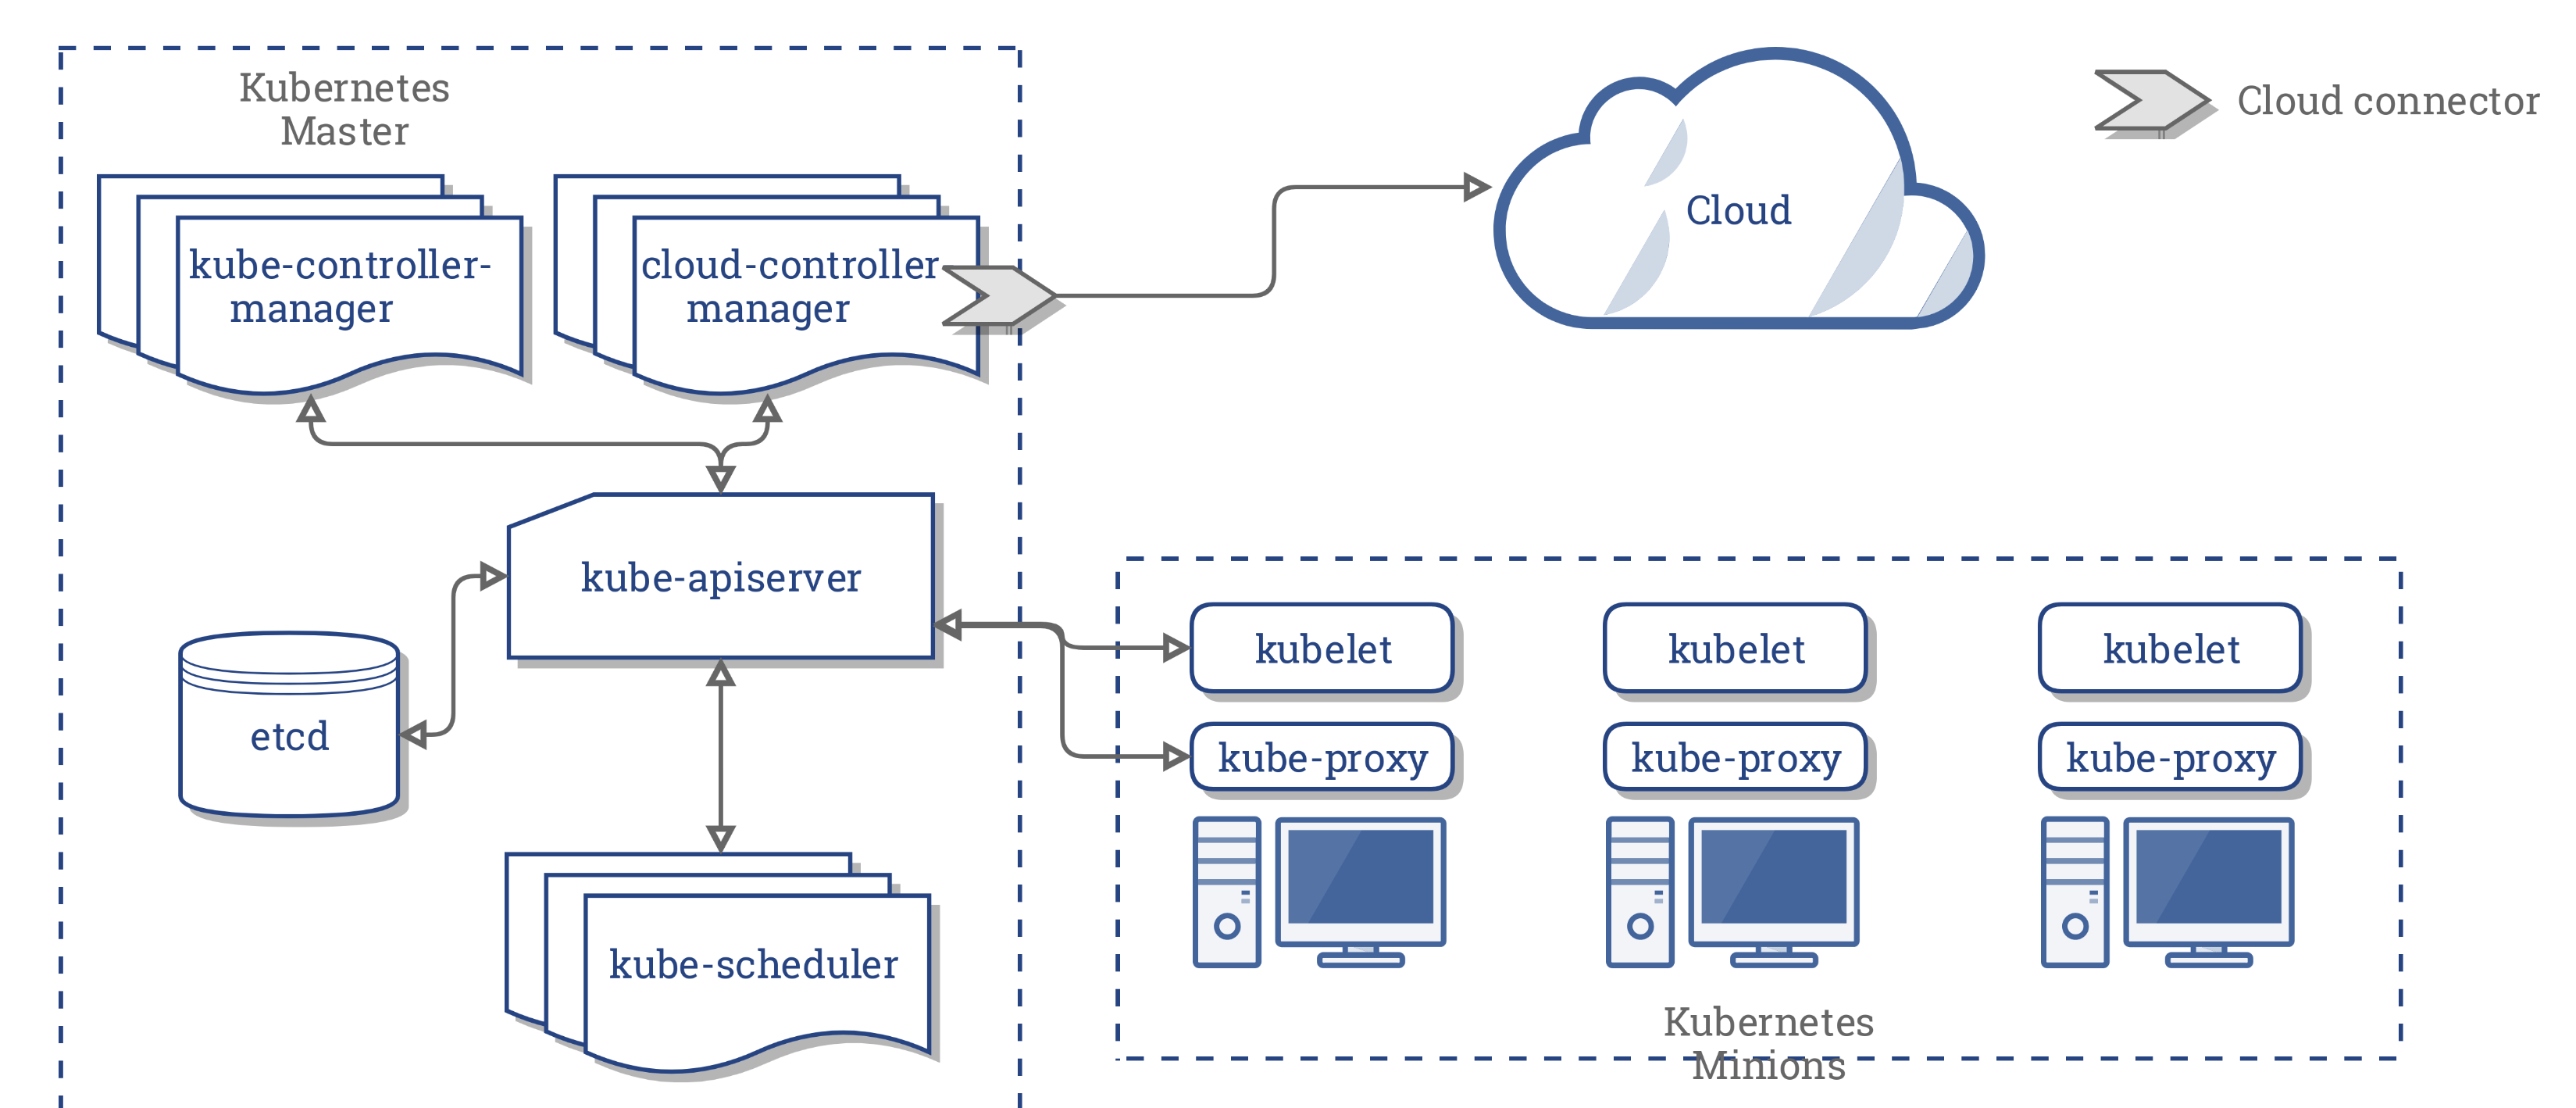 Kubernetes
Master
kube-controller-
manager
cloud-controller
manager
Cloud
Cloud connector
kube-apiserver
etcd
kube-scheduler
kubelet
kubelet
kubelet
kube-proxy
kube-proxy
kube-proxy
Kubernetes
Minions